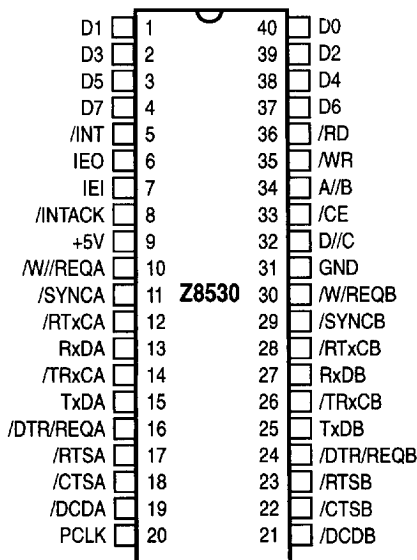 D1 1 40 D0
D3 2 39 D2
D5 3 38 D4
D7 4 37 D6
/INT 5 36 /RD
IEO 6 35 /WR
IEI 7 34 A//B
/INTACK 8 33 /CE
+5V 9 32 D//C
/W//REQA 10 31 GND
/SYNCA 11 Z8530 30 /W/REQB
/RTxCA 12 29 /SYNCB
RxDA 13 28 /RTxCB
/TRxCA 14 27 RxDB
TxDA 15 26 /TRxCB
/DTR/REQA 16 25 TxDB
/RTSA 17 24 /DTR/REQB
/CTSA 18 23 /RTSB
/DCDA 19 22 /CTSB
PCLK 20 21 /DCDB